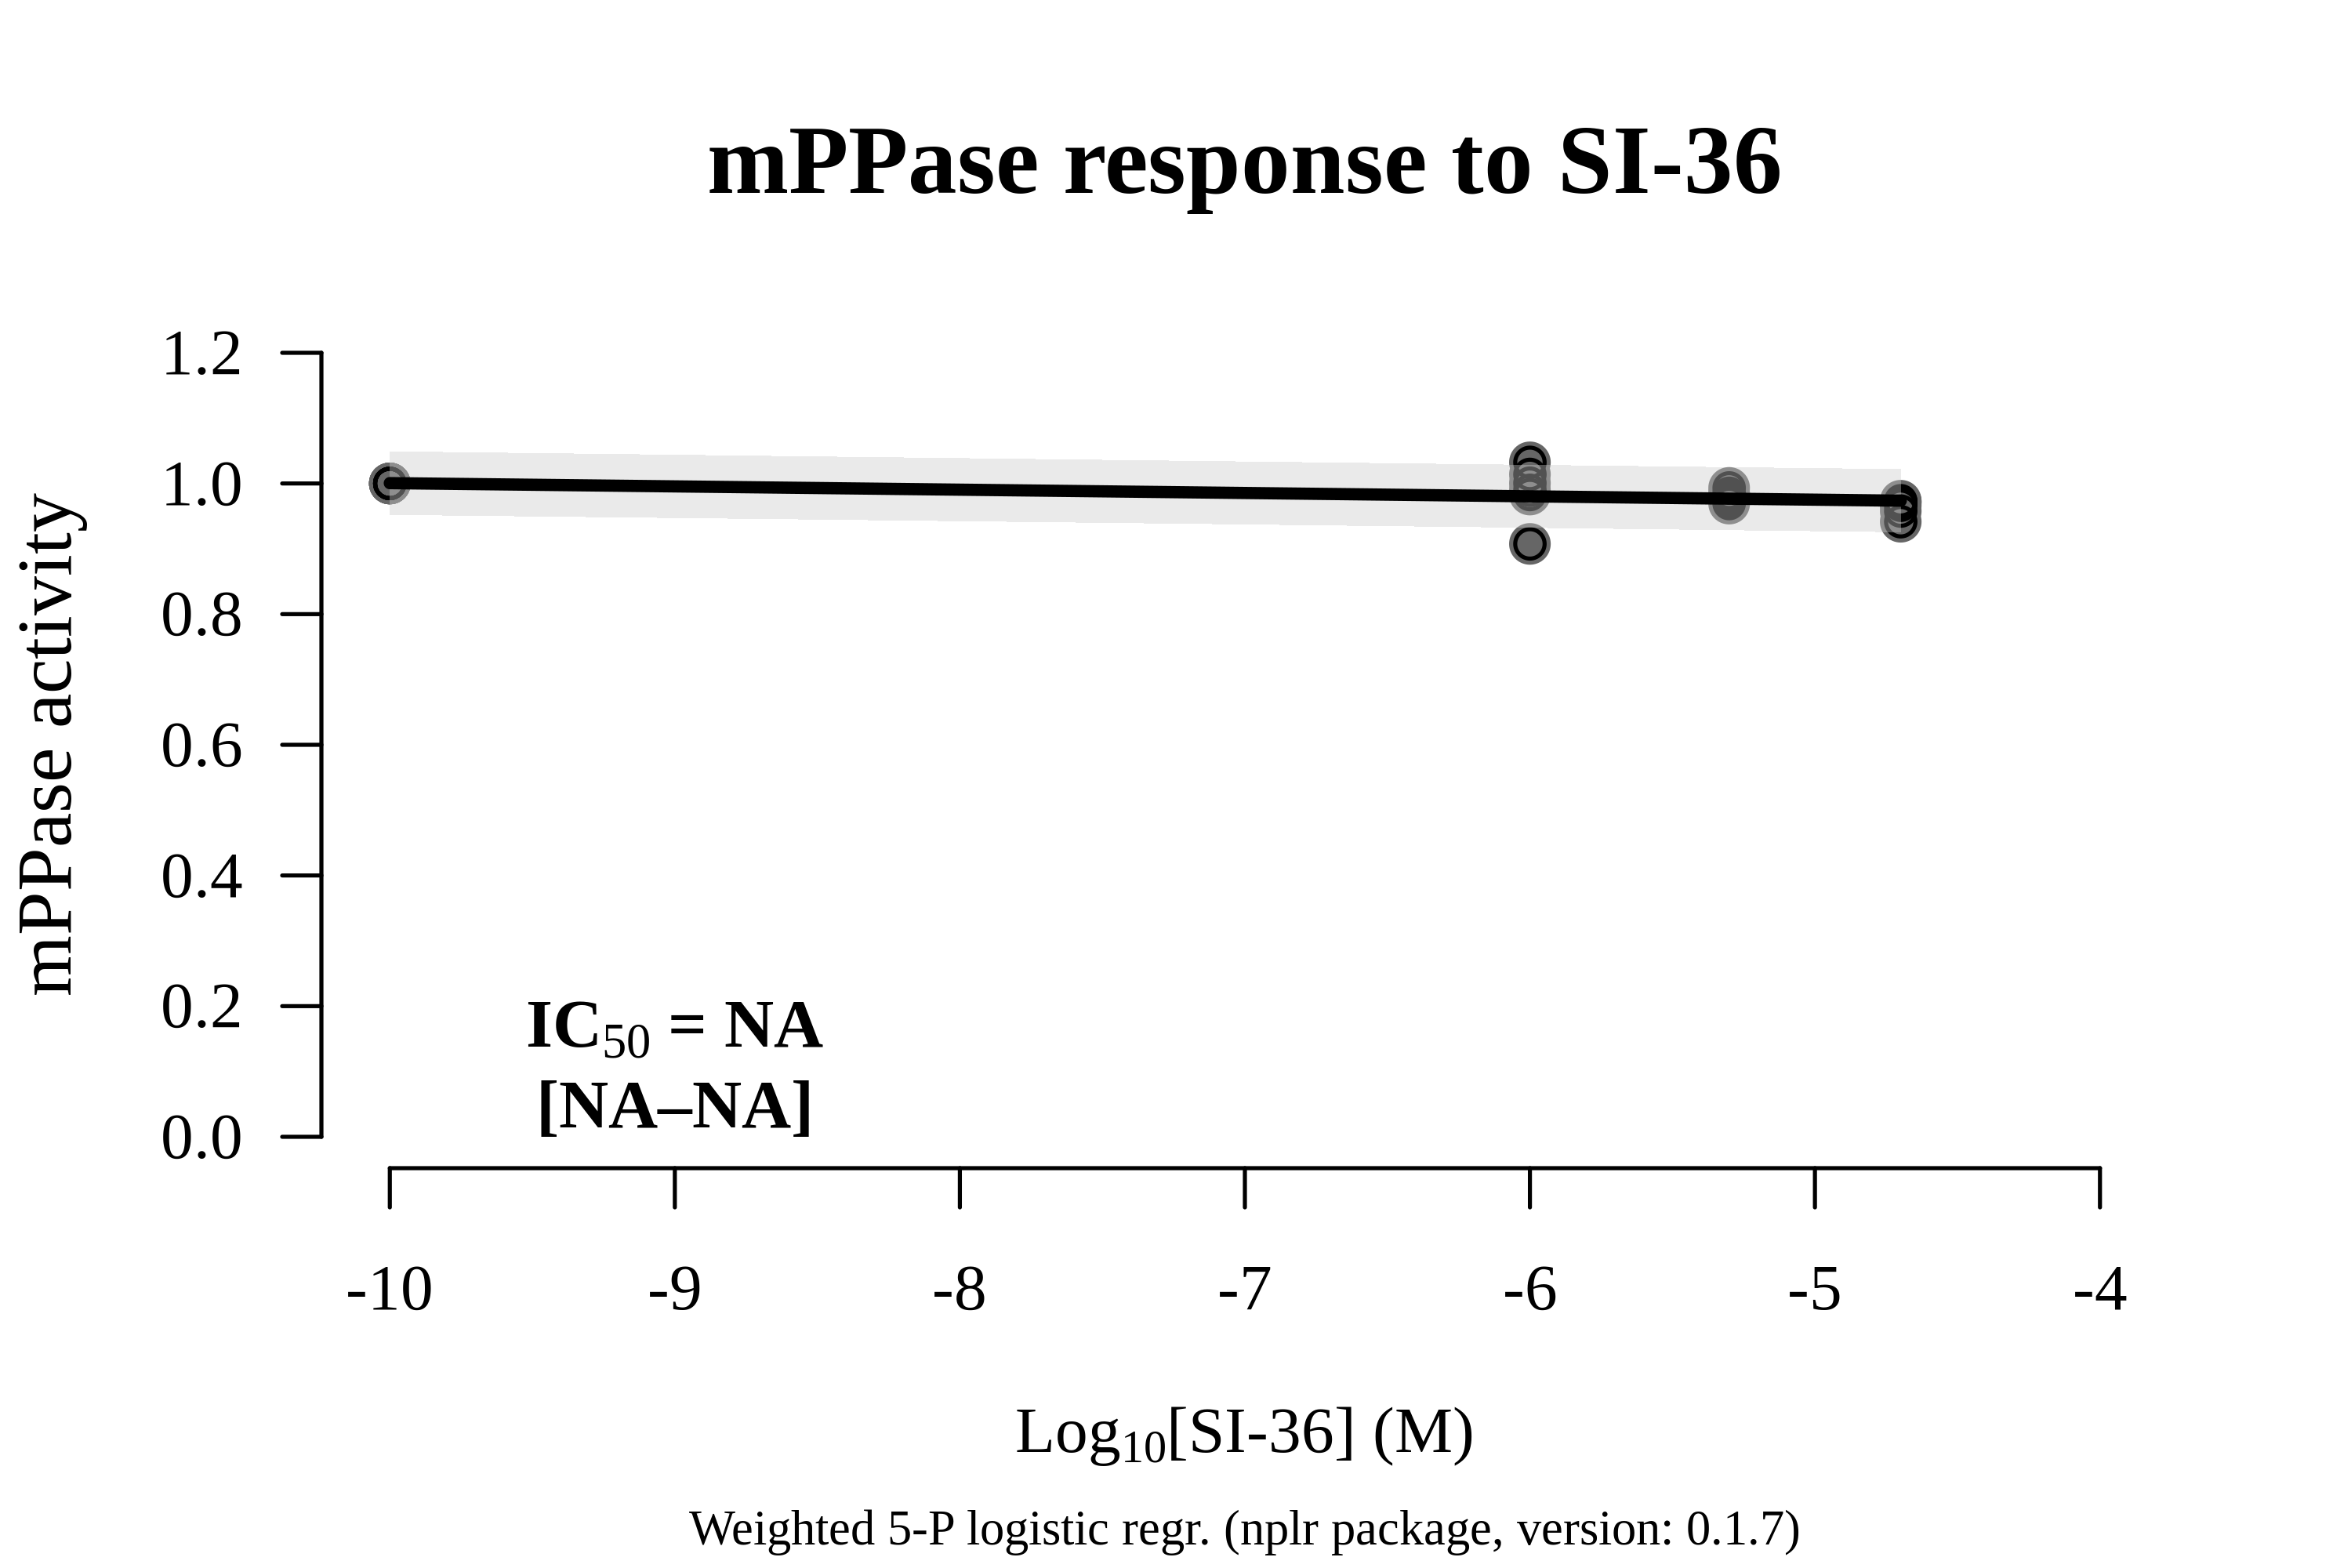 mPPase response to SI-36
mPPase activity
1.2
1.0
0.8
0.6
0.4
0.2
0.0
IC50 = NA
[NA–NA]
-10 -9 -8 -7 -6 -5 -4
Log10[SI-36] (M)
Weighted 5-P logistic regr. (nplr package, version: 0.1.7)